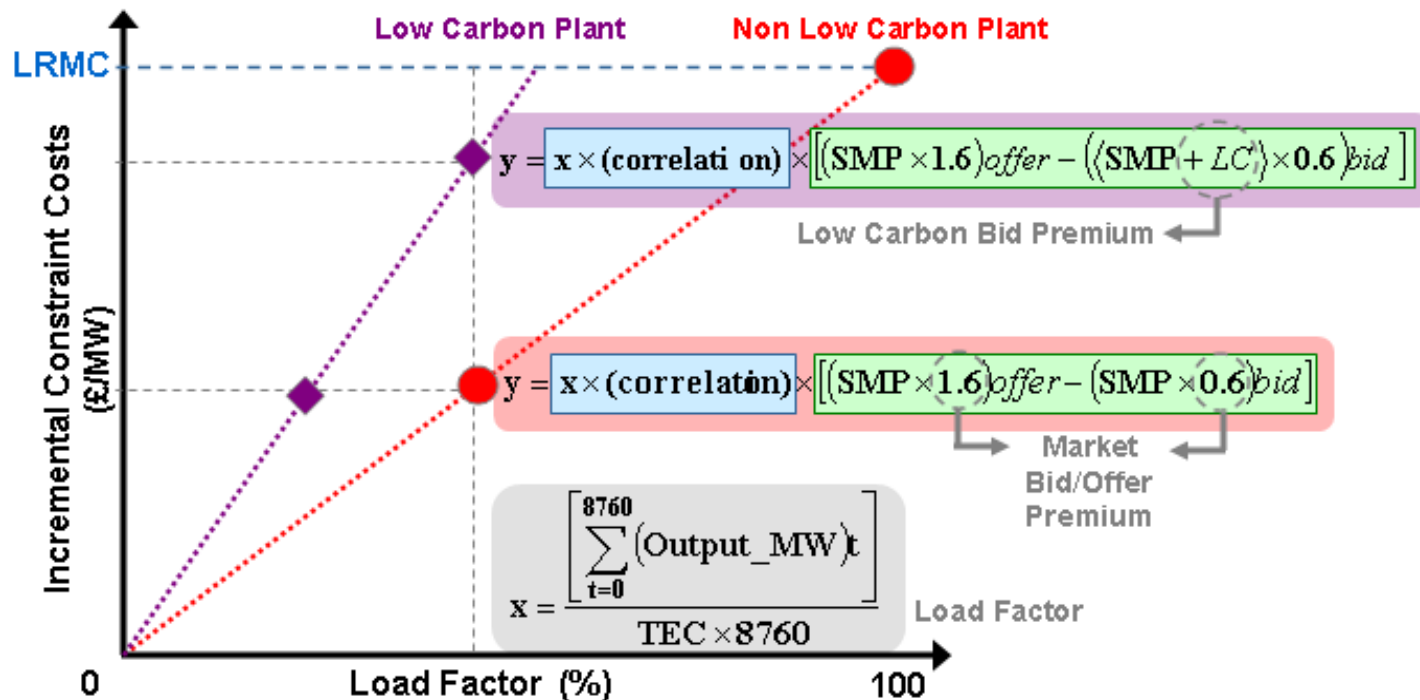 Low Carbon Plant
Non Low Carbon Plant
LRMC
Incremental Constraint Costs
(£/MW)
y = x × (correlati on) × [(SMP × 1.6)offer − ((SMP + LC) × 0.6)bid ]
Low Carbon Bid Premium
y = x × (correlation) × [(SMP × 1.6)offer − (SMP × 0.6)bid]
Market
Bid/Offer
Premium
x = [ 8760 ∑ t=0 (Output_MW)t ] / TEC × 8760
Load Factor
0
Load Factor (%)
100